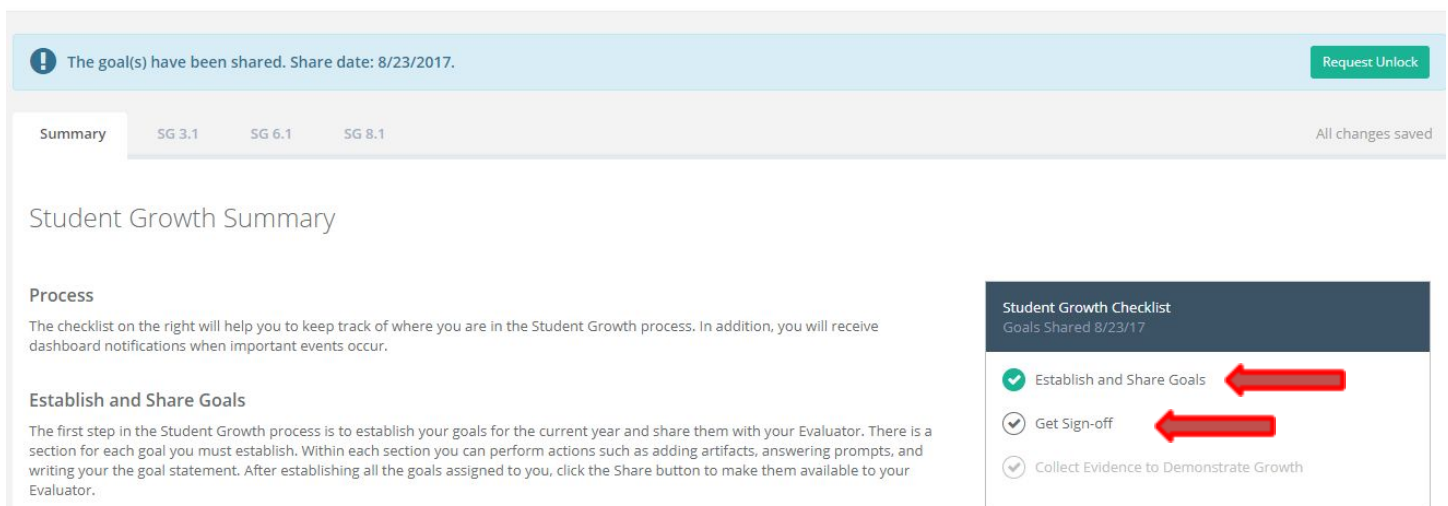 The goal(s) have been shared. Share date: 8/23/2017.
Request Unlock
Summary
SG 3.1
SG 6.1
SG 8.1
All changes saved
Student Growth Summary
Process
The checklist on the right will help you to keep track of where you are in the Student Growth process. In addition, you will receive
dashboard notifications when important events occur.
Establish and Share Goals
The first step in the Student Growth process is to establish your goals for the current year and share them with your Evaluator. There is a
section for each goal you must establish. Within each section you can perform actions such as adding artifacts, answering prompts, and
writing your the goal statement. After establishing all the goals assigned to you, click the Share button to make them available to your
Evaluator.
Student Growth Checklist
Goals Shared 8/23/17
Establish and Share Goals
Get Sign-off
Collect Evidence to Demonstrate Growth